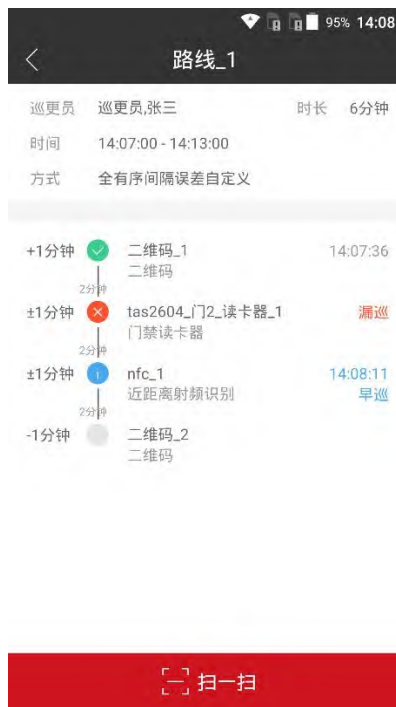 95% 14:08
路线_1
巡更员 巡更员,张三 时长 6分钟
时间 14:07:00 - 14:13:00
方式 全有序间隔误差自定义
+1分钟 二维码_1 14:07:36
二维码
2分钟
±1分钟 tas2604_门2_读卡器_1 漏巡
门禁读卡器
2分钟
±1分钟 nfc_1 14:08:11
近距离射频识别 早巡
2分钟
-1分钟 二维码_2
二维码
扫一扫